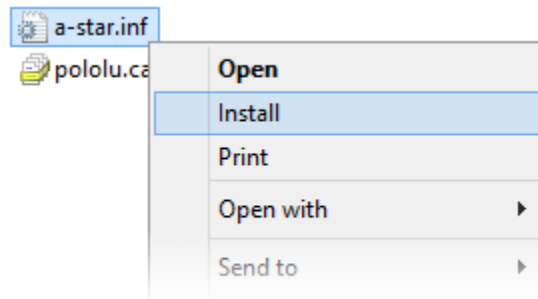 a-star.inf
pololu.ca
Open
Install
Print
Open with
Send to